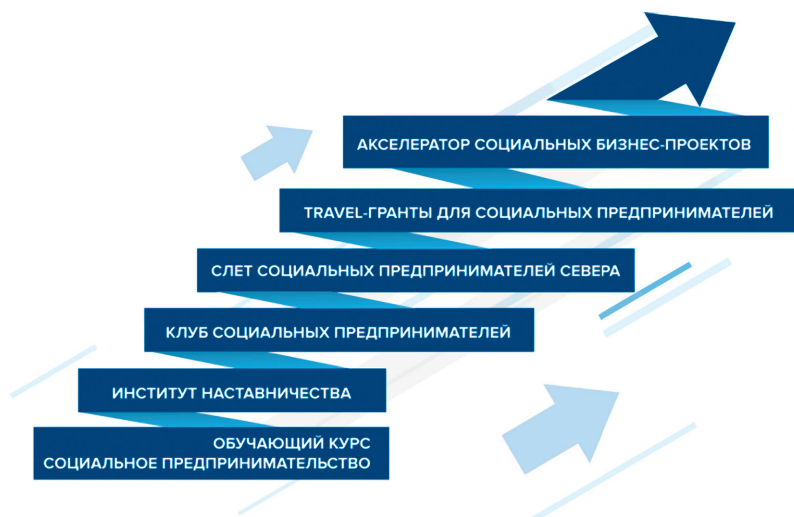 АКСЕЛЕРАТОР СОЦИАЛЬНЫХ БИЗНЕС-ПРОЕКТОВ
TRAVEL-ГРАНТЫ ДЛЯ СОЦИАЛЬНЫХ ПРЕДПРИНИМАТЕЛЕЙ
СЛЕТ СОЦИАЛЬНЫХ ПРЕДПРИНИМАТЕЛЕЙ СЕВЕРА
КЛУБ СОЦИАЛЬНЫХ ПРЕДПРИНИМАТЕЛЕЙ
ИНСТИТУТ НАСТАВНИЧЕСТВА
ОБУЧАЮЩИЙ КУРС
СОЦИАЛЬНОЕ ПРЕДПРИНИМАТЕЛЬСТВО